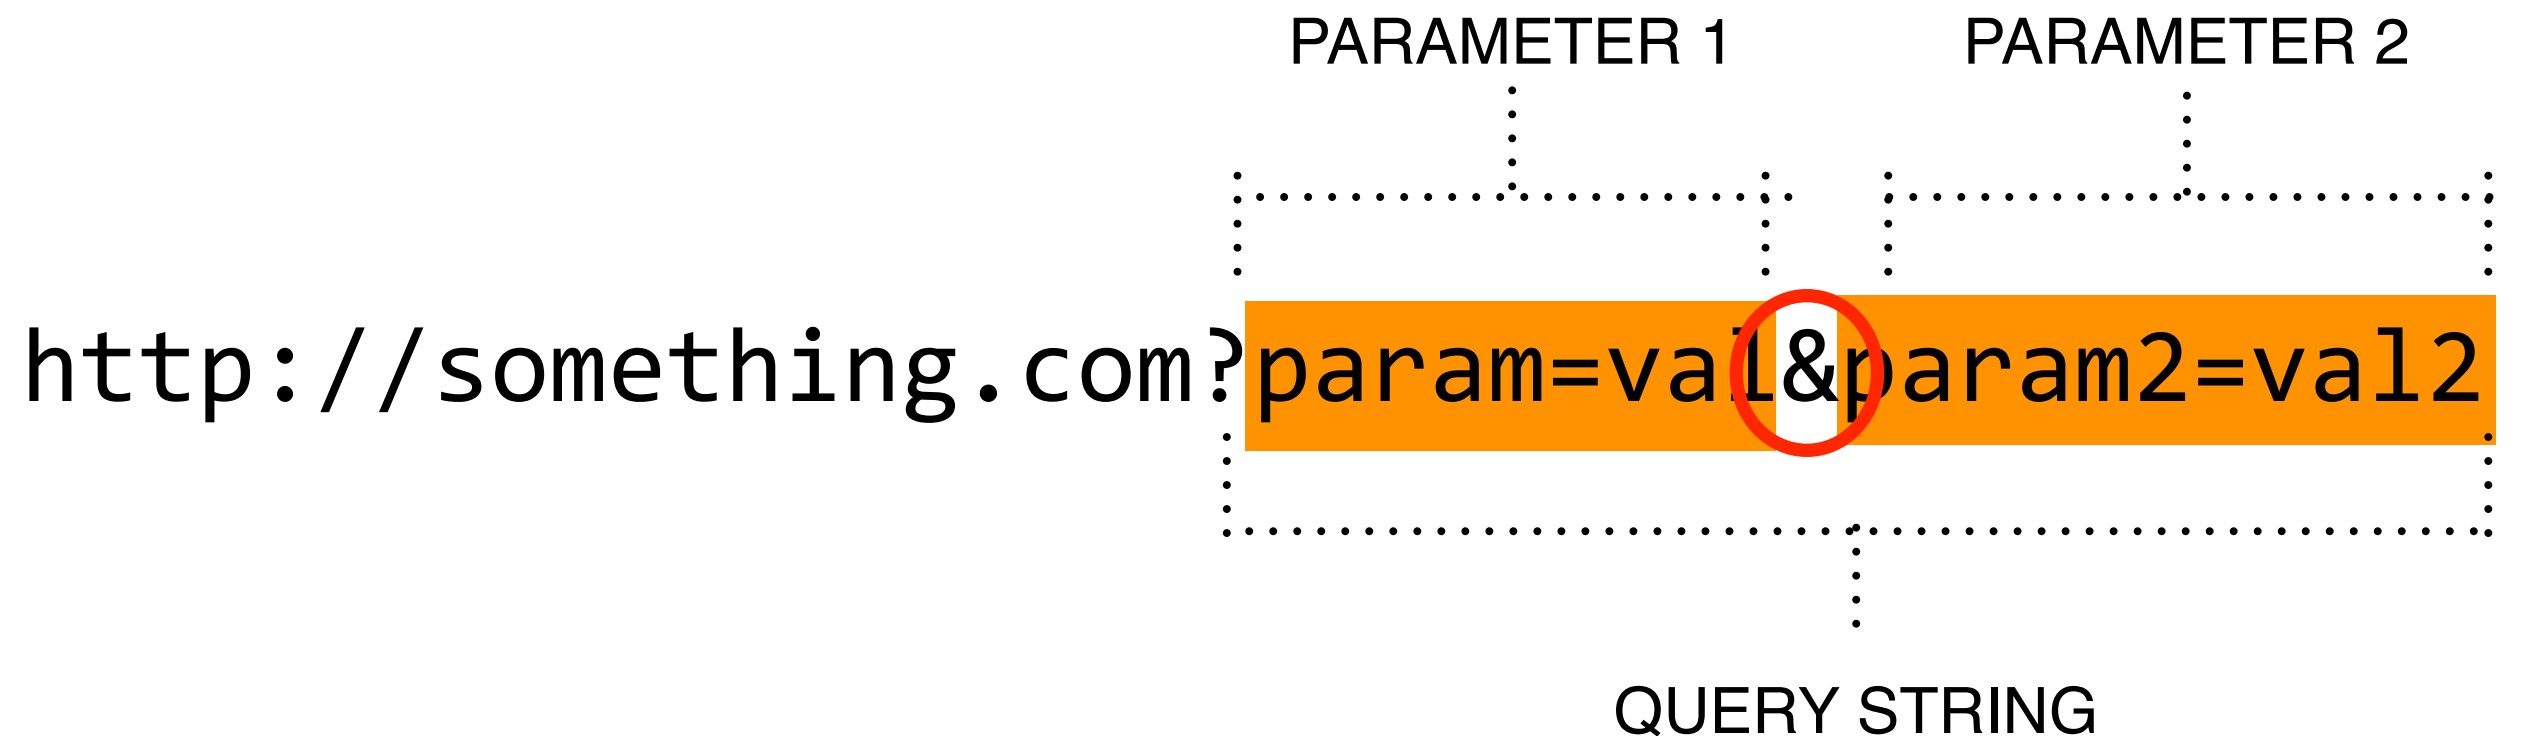 PARAMETER 1 PARAMETER 2
http://something.com?param=val&param2=val2
QUERY STRING